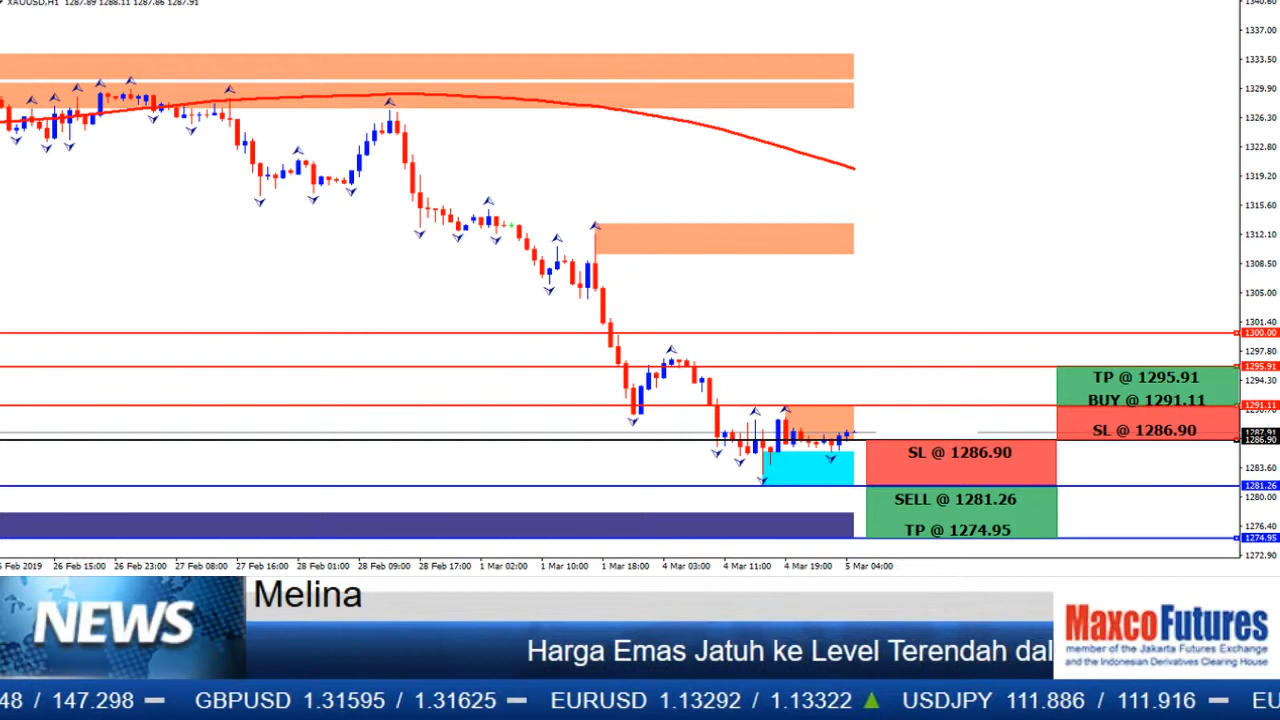 XAUUSD,H1 1287.89 1288.11 1287.86 1287.91
1340.60
1337.00
1333.50
1329.90
1326.30
1322.80
1319.20
1315.60
1312.10
1308.50
1305.00
1301.40
1300.00
1297.80
1295.91
1294.30
1291.11
1287.91
1286.90
1283.60
1281.26
1280.00
1276.40
1274.95
1272.90
TP @ 1295.91
BUY @ 1291.11
SL @ 1286.90
SL @ 1286.90
SELL @ 1281.26
TP @ 1274.95
Feb 2019 26 Feb 15:00 26 Feb 23:00 27 Feb 08:00 27 Feb 16:00 28 Feb 01:00 28 Feb 09:00 28 Feb 17:00 1 Mar 02:00 1 Mar 10:00 1 Mar 18:00 4 Mar 03:00 4 Mar 11:00 4 Mar 19:00 5 Mar 04:00
NEWS
Melina
Harga Emas Jatuh ke Level Terendah dal
MaxcoFutures
member of the Jakarta Futures Exchange
and the Indonesian Derivatives Clearing House
48 / 147.298 GBPUSD 1.31595 / 1.31625 EURUSD 1.13292 / 1.13322 USDJPY 111.886 / 111.916 EU